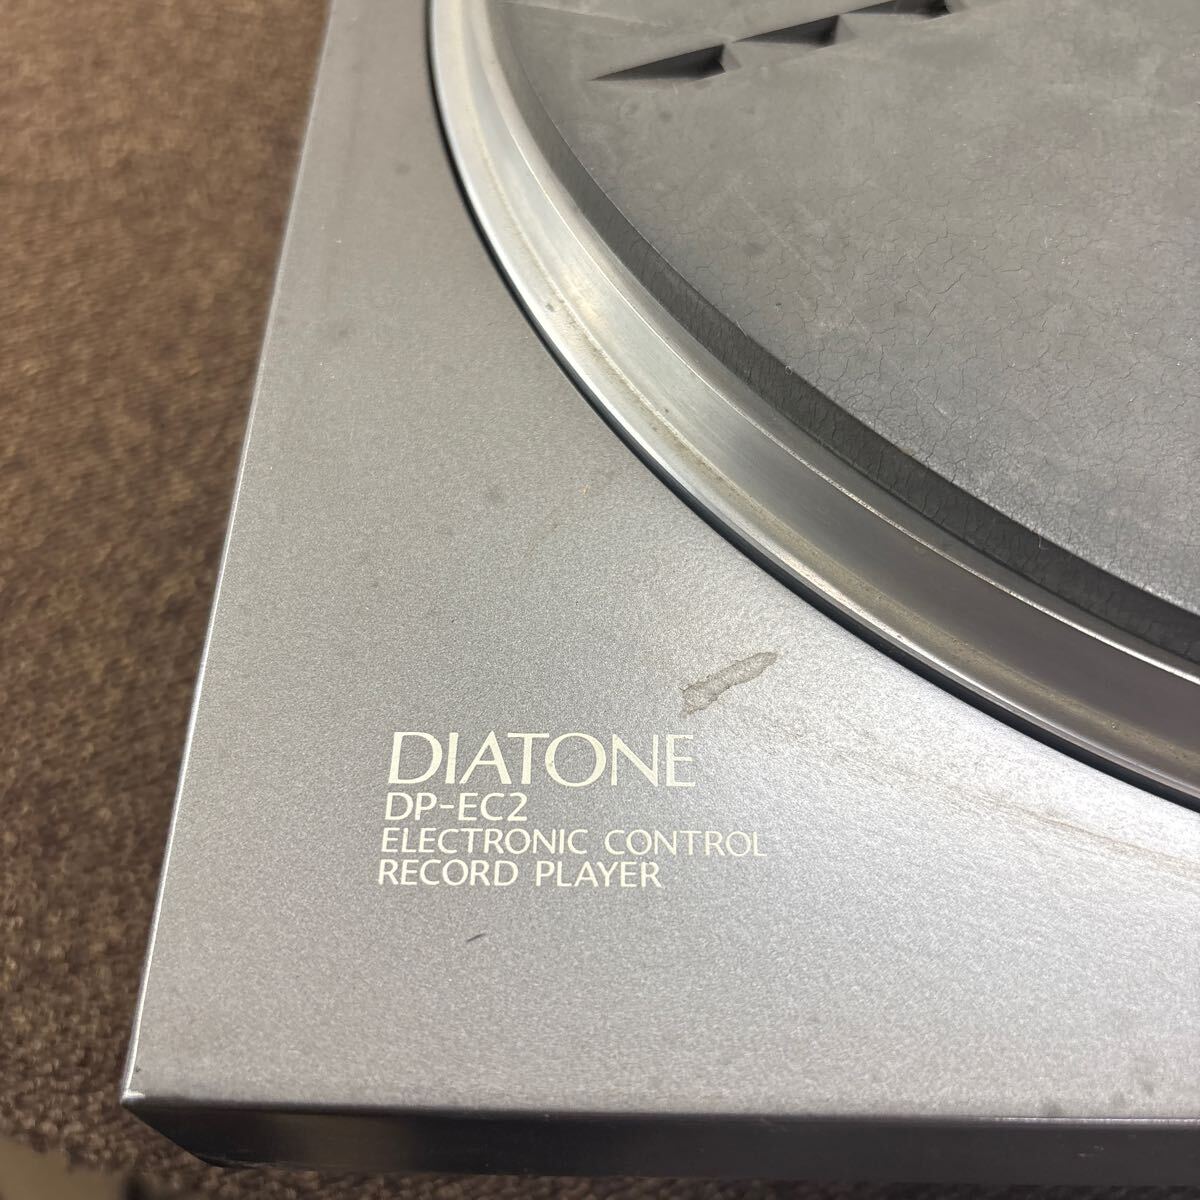 DIATONE
DP-EC2
ELECTRONIC CONTROL
RECORD PLAYER